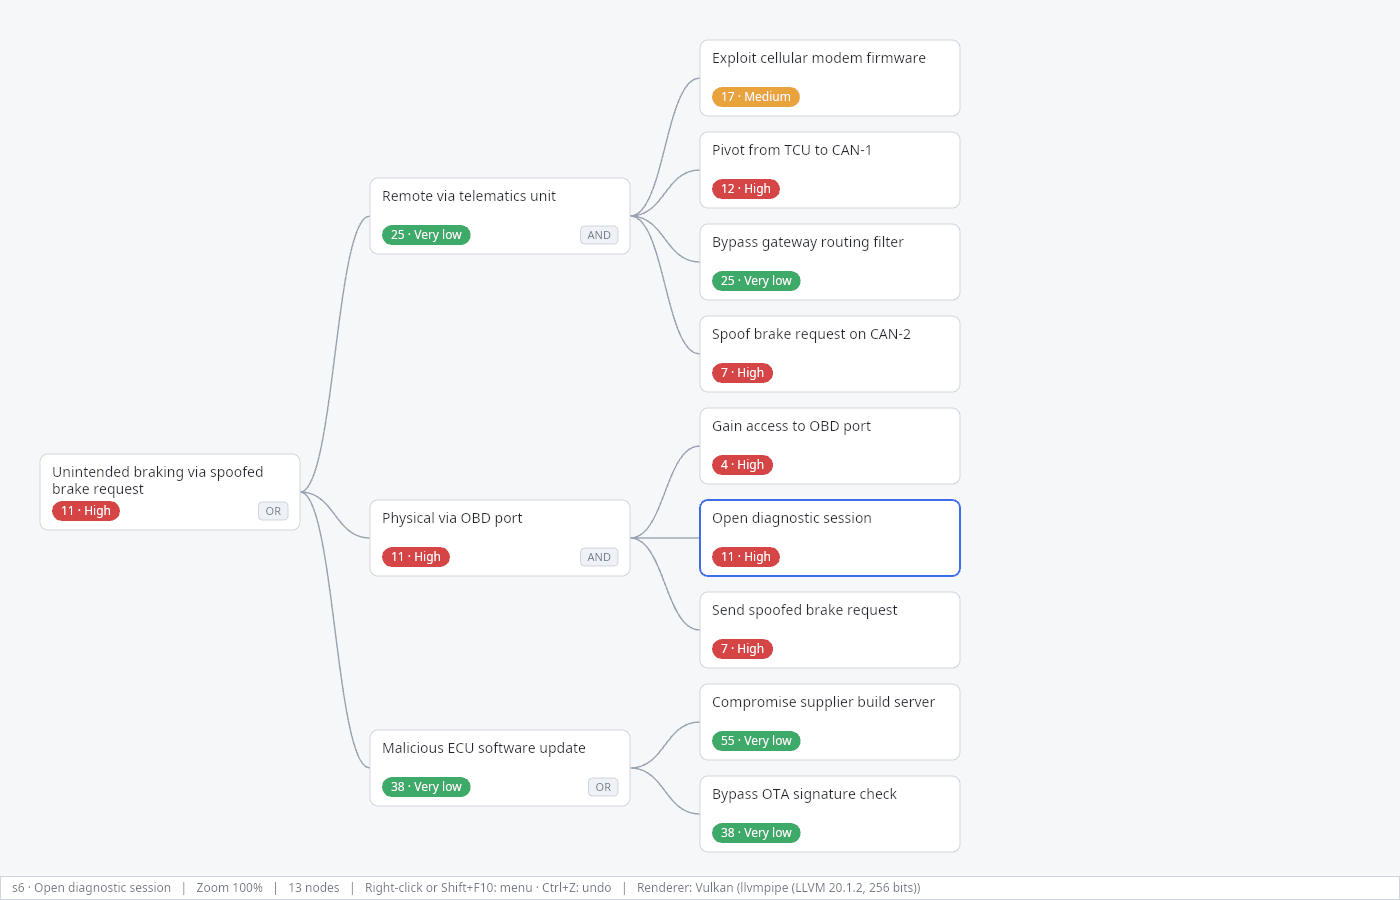 Exploit cellular modem firmware
17 · Medium
Pivot from TCU to CAN-1
12 · High
Remote via telematics unit
25 · Very low
AND
Bypass gateway routing filter
25 · Very low
Spoof brake request on CAN-2
7 · High
Gain access to OBD port
4 · High
Unintended braking via spoofed
brake request
11 · High
OR
Physical via OBD port
11 · High
AND
Open diagnostic session
11 · High
Send spoofed brake request
7 · High
Compromise supplier build server
55 · Very low
Malicious ECU software update
38 · Very low
OR
Bypass OTA signature check
38 · Very low
s6 · Open diagnostic session | Zoom 100% | 13 nodes | Right-click or Shift+F10: menu · Ctrl+Z: undo | Renderer: Vulkan (llvmpipe (LLVM 20.1.2, 256 bits))